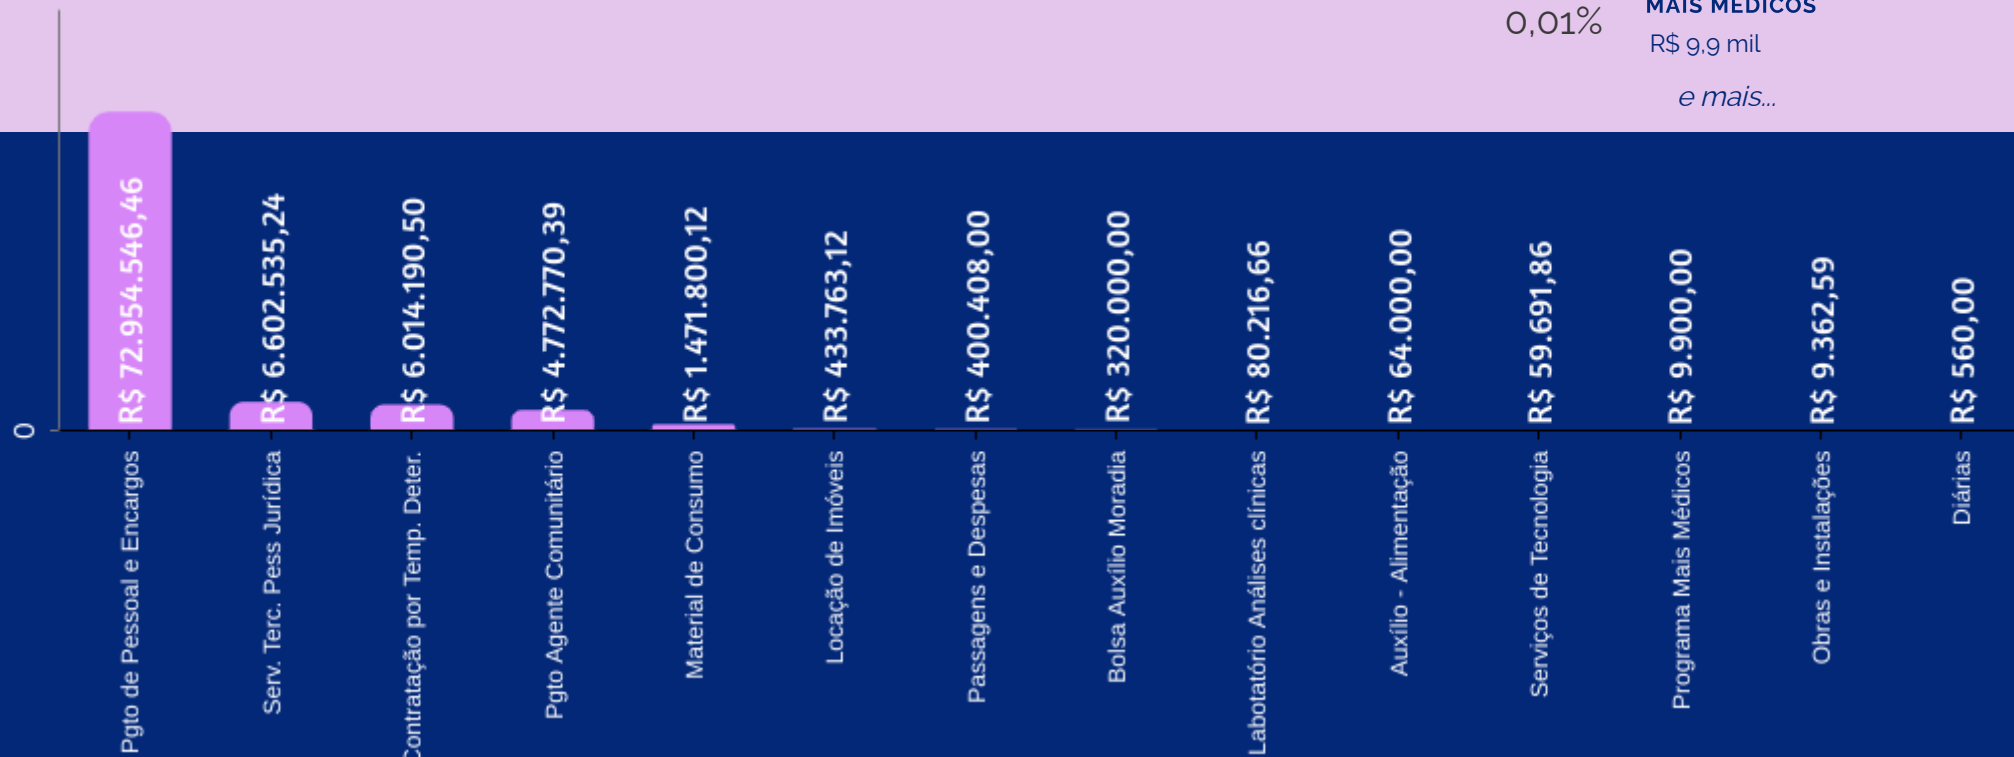 0,01%
MAIS MÉDICOS
R$ 9,9 mil
e mais...
R$ 72.954.546,46
R$ 6.602.535,24
R$ 6.014.190,50
R$ 4.772.770,39
R$ 1.471.800,12
R$ 433.763,12
R$ 400.408,00
R$ 320.000,00
R$ 80.216,66
R$ 64.000,00
R$ 59.691,86
R$ 9.900,00
R$ 9.362,59
R$ 560,00
0
Pgto de Pessoal e Encargos
Serv. Terc. Pess Jurídica
Contratação por Temp. Deter.
Pgto Agente Comunitário
Material de Consumo
Locação de Imóveis
Passagens e Despesas
Bolsa Auxílio Moradia
Labotatório Análises clínicas
Auxílio - Alimentação
Serviços de Tecnologia
Programa Mais Médicos
Obras e Instalações
Diárias